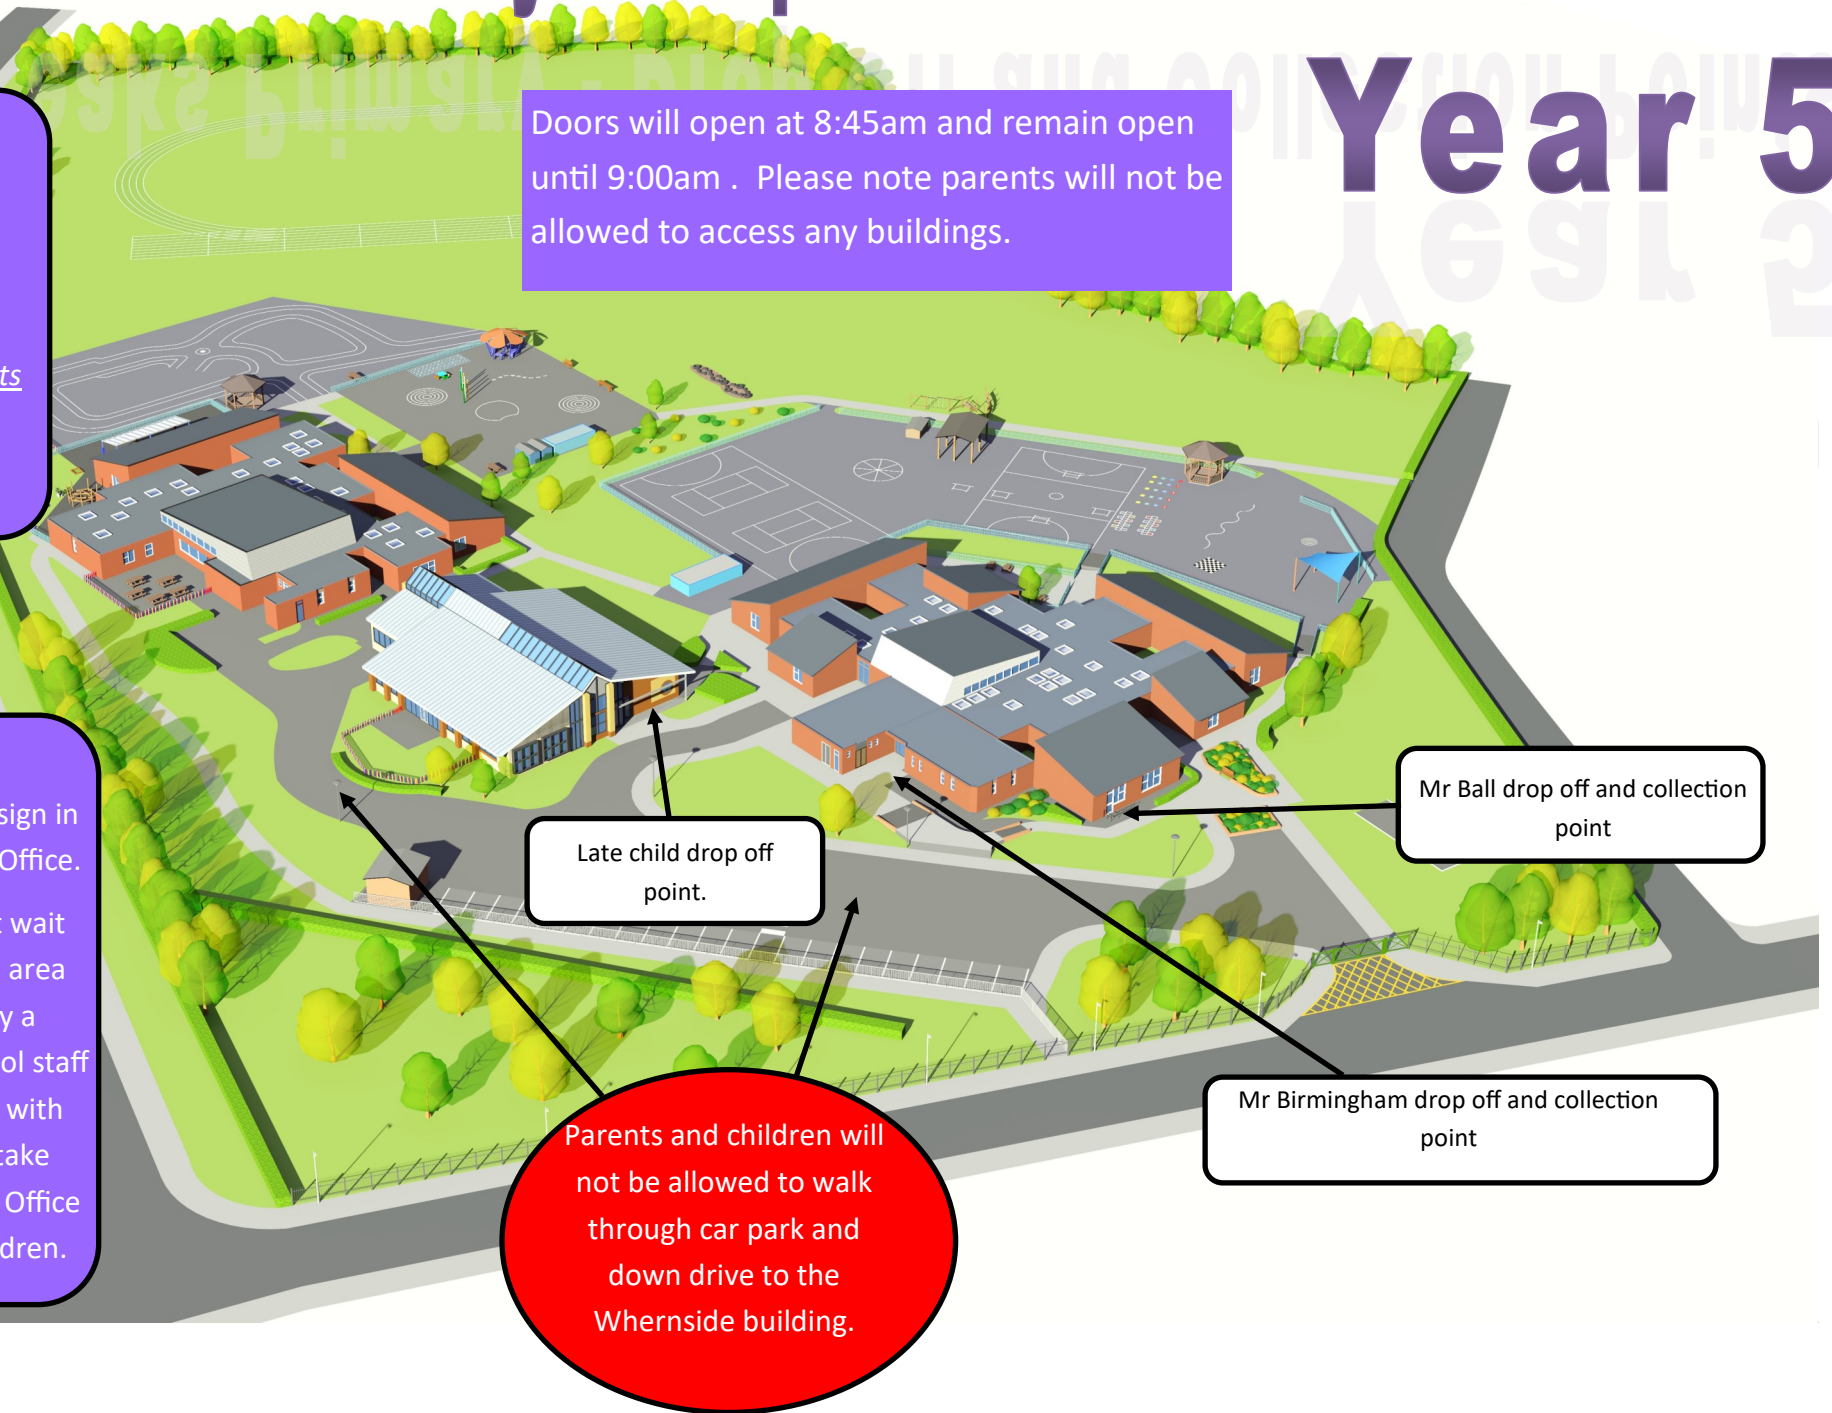 Year 5
Doors will open at 8:45am and remain open
until 9:00am . Please note parents will not be
allowed to access any buildings.
ts
sign in
Office.
wait
area
y a
ol staff
with
take
Office
dren.
Late child drop off
point.
Mr Ball drop off and collection
point
Mr Birmingham drop off and collection
point
Parents and children will
not be allowed to walk
through car park and
down drive to the
Whernside building.